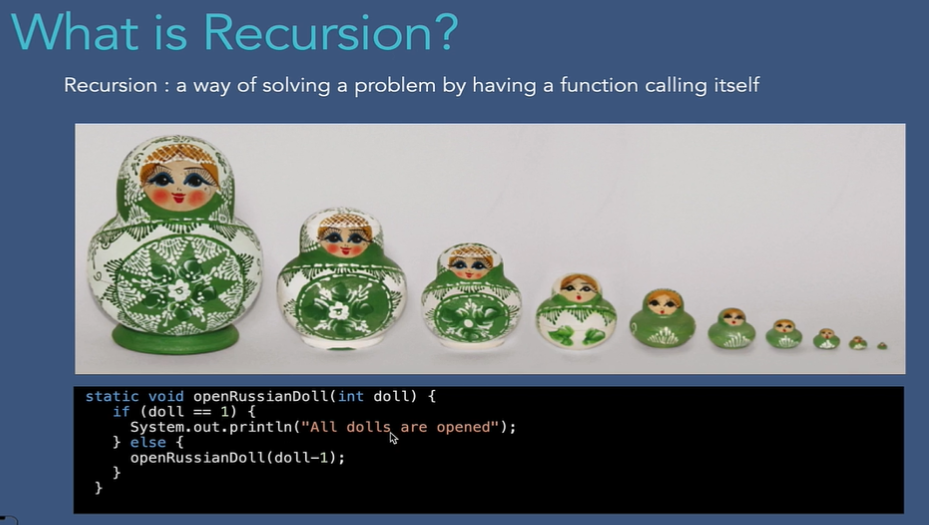 What is Recursion?
Recursion : a way of solving a problem by having a function calling itself
static void openRussianDoll(int doll) {
if (doll == 1) {
System.out.println("All dolls are opened");
} else {
openRussianDoll(doll-1);
}
}